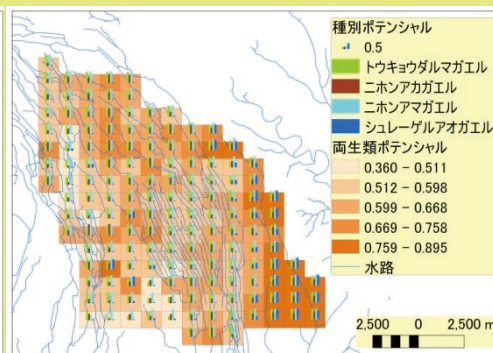 種別ポテンシャル
0.5
トウキョウダルマガエル
ニホンアカガエル
ニホンアマガエル
シュレーゲルアオガエル
両生類ポテンシャル
0.360 – 0.511
0.512 – 0.598
0.599 – 0.668
0.669 – 0.758
0.759 – 0.895
水路
2,500 0 2,500 m